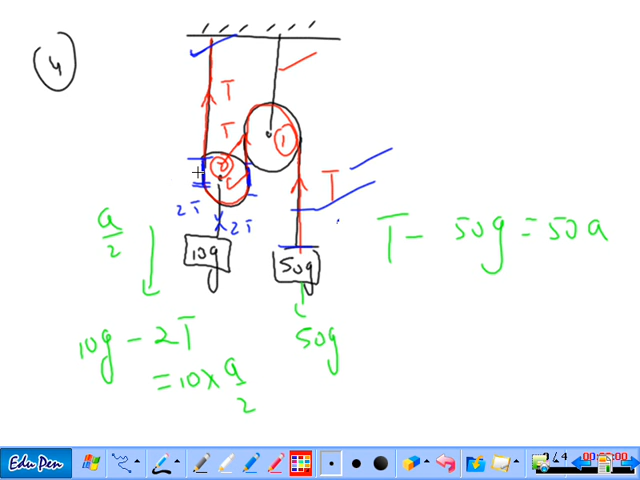 4
T
T
2
1
T
2T
2T
a/2
10g
50g
T - 50g = 50a
10g - 2T
= 10 x a/2
50g
Edu Pen